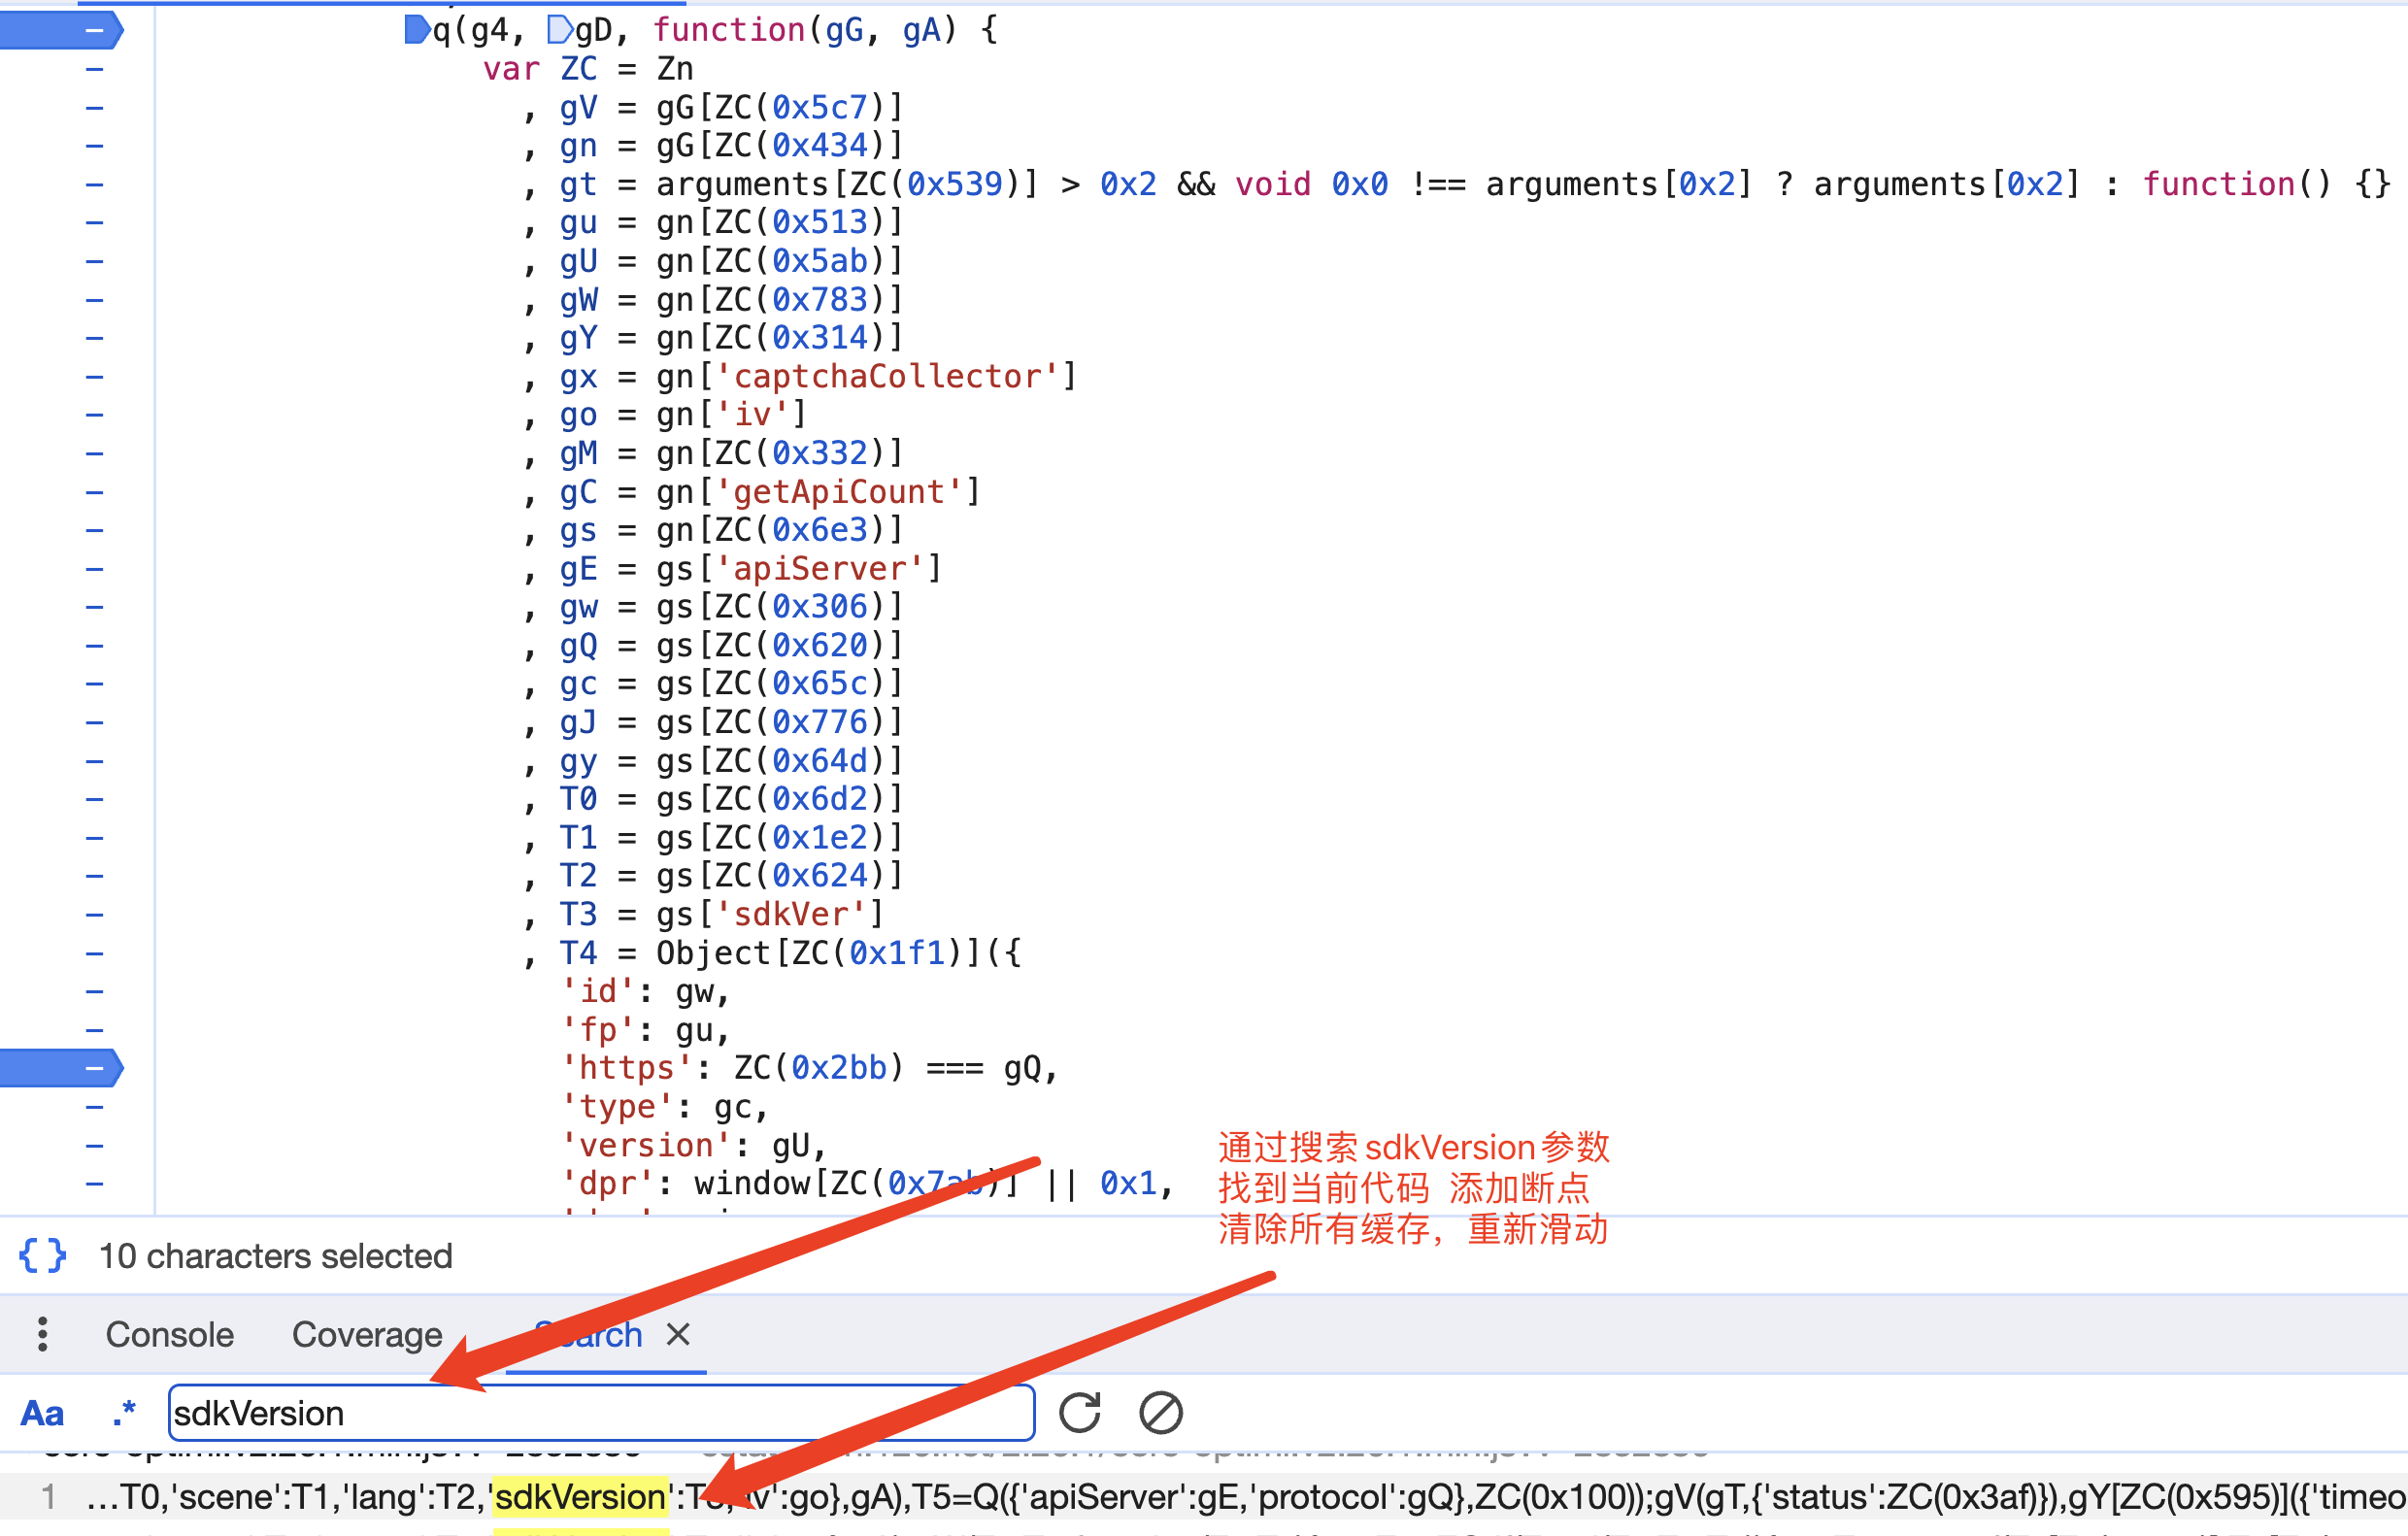 q(g4, gD, function(gG, gA) {
var ZC = Zn
, gV = gG[ZC(0x5c7)]
, gn = gG[ZC(0x434)]
, gt = arguments[ZC(0x539)] > 0x2 && void 0x0 !== arguments[0x2] ? arguments[0x2] : function() {}
, gu = gn[ZC(0x513)]
, gU = gn[ZC(0x5ab)]
, gW = gn[ZC(0x783)]
, gY = gn[ZC(0x314)]
, gx = gn['captchaCollector']
, go = gn['iv']
, gM = gn[ZC(0x332)]
, gC = gn['getApiCount']
, gs = gn[ZC(0x6e3)]
, gE = gs['apiServer']
, gw = gs[ZC(0x306)]
, gQ = gs[ZC(0x620)]
, gc = gs[ZC(0x65c)]
, gJ = gs[ZC(0x776)]
, gy = gs[ZC(0x64d)]
, T0 = gs[ZC(0x6d2)]
, T1 = gs[ZC(0x1e2)]
, T2 = gs[ZC(0x624)]
, T3 = gs['sdkVer']
, T4 = Object[ZC(0x1f1)]({
'id': gw,
'fp': gu,
'https': ZC(0x2bb) === gQ,
'type': gc,
'version': gU,
'dpr': window[ZC(0x7ab)] || 0x1,
通过搜索sdkVersion参数
找到当前代码 添加断点
清除所有缓存，重新滑动
{} 10 characters selected
Console Coverage Search
Aa .* sdkVersion
1 …T0,'scene':T1,'lang':T2,'sdkVersion':T3,'iv':go},gA),T5=Q({'apiServer':gE,'protocol':gQ},ZC(0x100));gV(gT,{'status':ZC(0x3af)}),gY[ZC(0x595)]({'timeo